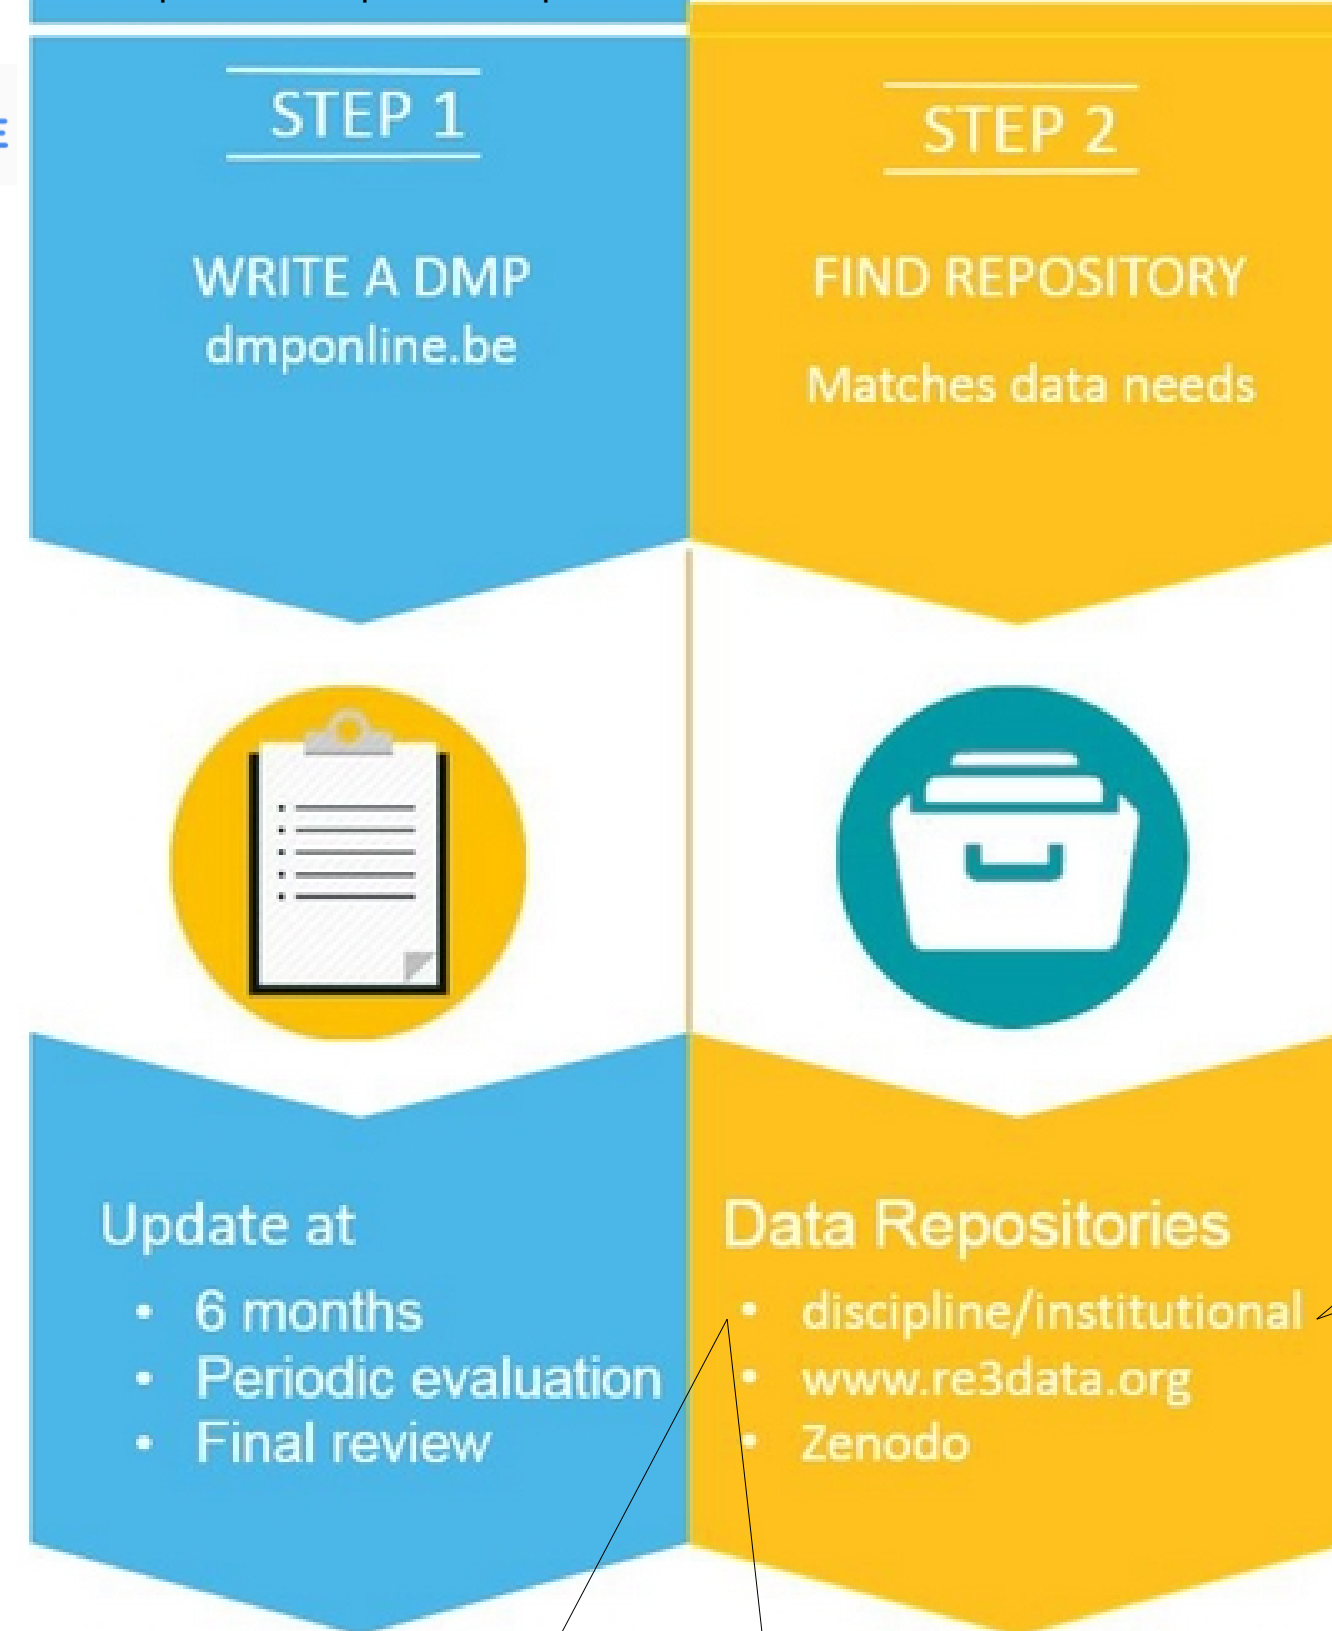 STEP 1
WRITE A DMP
dmponline.be
Update at
• 6 months
• Periodic evaluation
• Final review
STEP 2
FIND REPOSITORY
Matches data needs
Data Repositories
• discipline/institutional
• www.re3data.org
• Zenodo